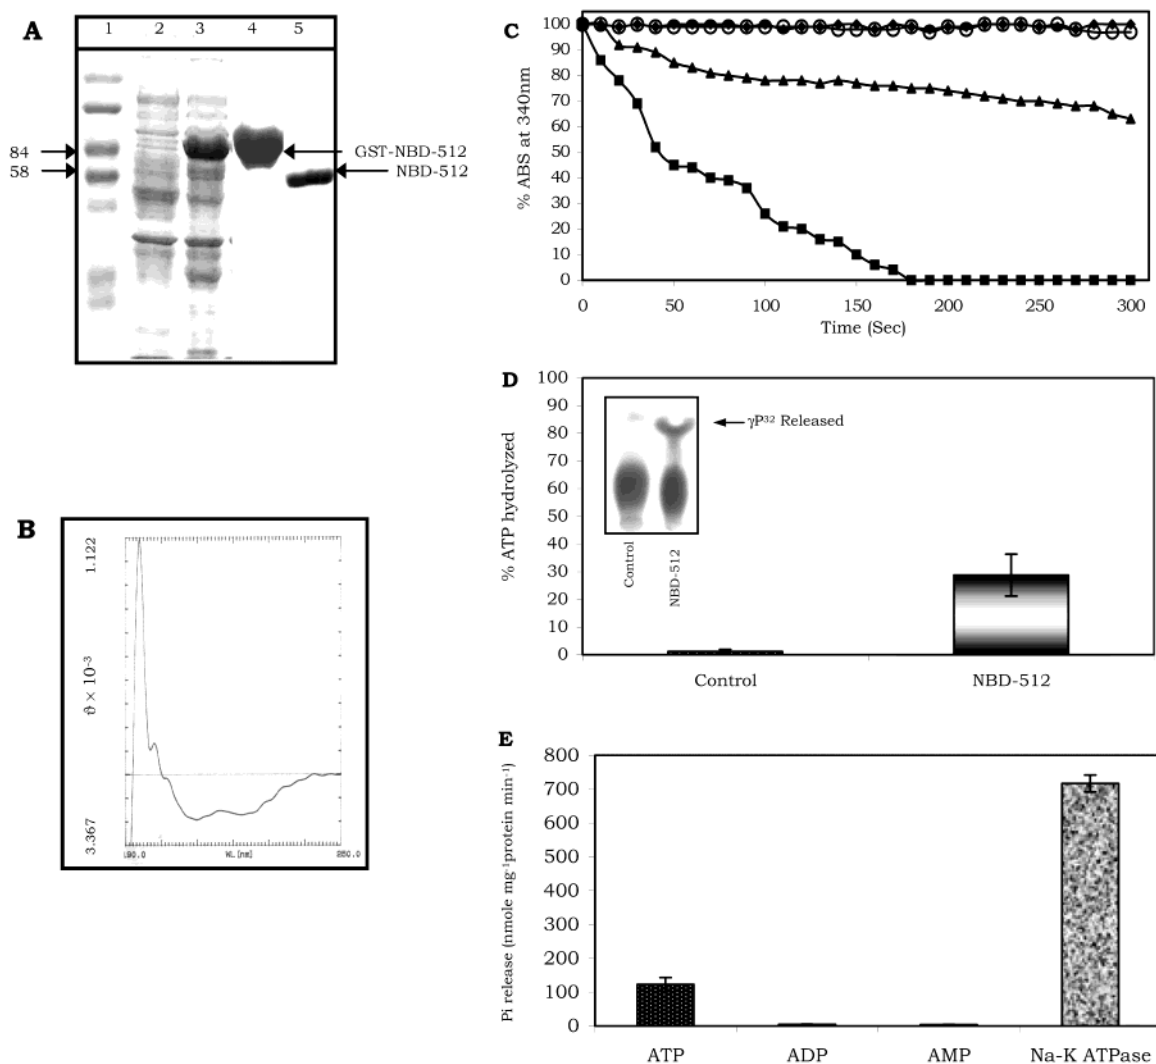 A
1 2 3 4 5
84
58
GST-NBD-512
NBD-512
B
1.122
ϑ × 10⁻³
3.367
190.0
WL[nm]
250.0
C
% ABS at 340nm
100
90
80
70
60
50
40
30
20
10
0
0 50 100 150 200 250 300
Time (Sec)
D
% ATP hydrolyzed
100
90
80
70
60
50
40
30
20
10
0
γP³² Released
Control
NBD-512
Control
NBD-512
E
Pi release (nmole mg⁻¹protein min⁻¹)
800
700
600
500
400
300
200
100
0
ATP
ADP
AMP
Na-K ATPase